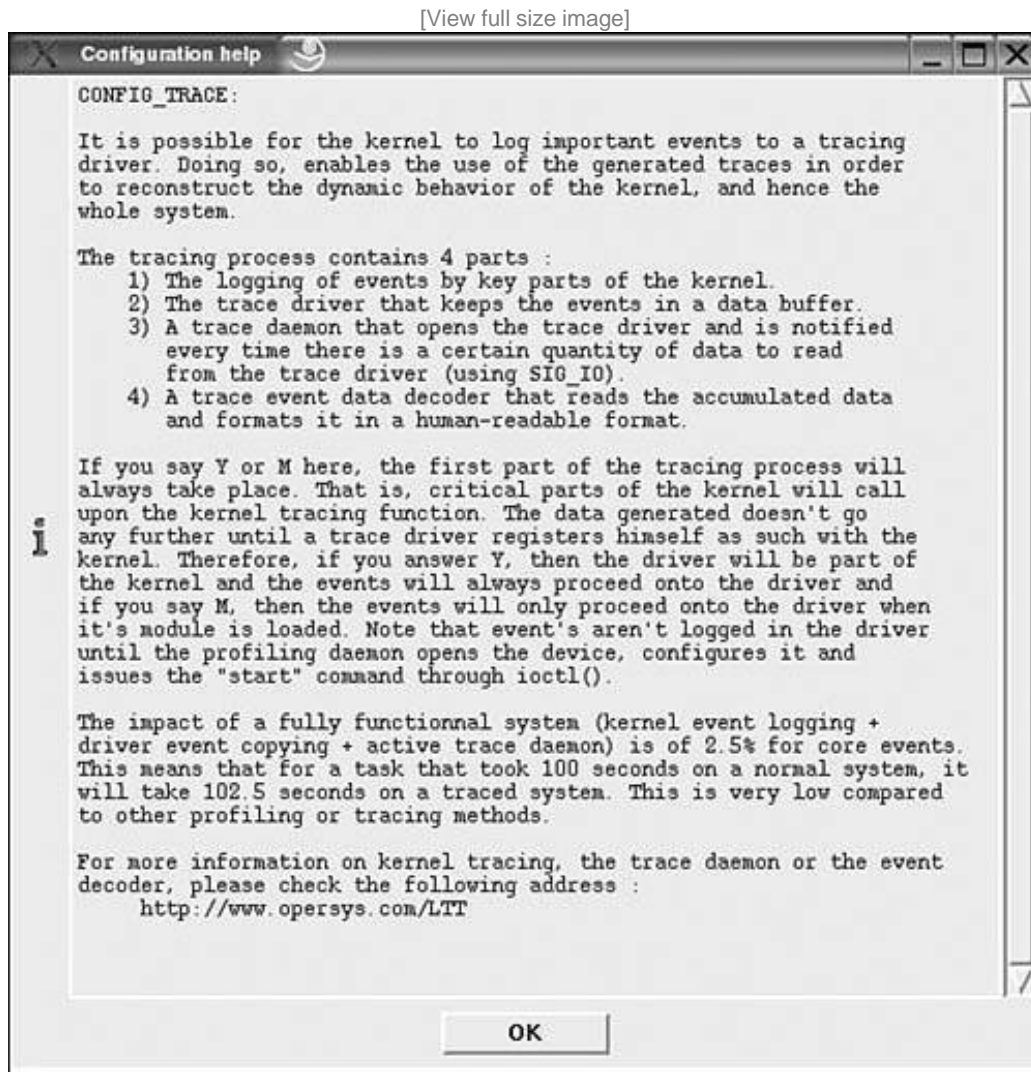 [View full size image]
Configuration help
CONFIG_TRACE:
It is possible for the kernel to log important events to a tracing
driver. Doing so, enables the use of the generated traces in order
to reconstruct the dynamic behavior of the kernel, and hence the
whole system.
The tracing process contains 4 parts :
1) The logging of events by key parts of the kernel.
2) The trace driver that keeps the events in a data buffer.
3) A trace daemon that opens the trace driver and is notified
every time there is a certain quantity of data to read
from the trace driver (using SIG_IO).
4) A trace event data decoder that reads the accumulated data
and formats it in a human-readable format.
If you say Y or M here, the first part of the tracing process will
always take place. That is, critical parts of the kernel will call
upon the kernel tracing function. The data generated doesn't go
any further until a trace driver registers himself as such with the
kernel. Therefore, if you answer Y, then the driver will be part of
the kernel and the events will always proceed onto the driver and
if you say M, then the events will only proceed onto the driver when
it's module is loaded. Note that event's aren't logged in the driver
until the profiling daemon opens the device, configures it and
issues the "start" command through ioctl().
The impact of a fully functionnal system (kernel event logging +
driver event copying + active trace daemon) is of 2.5% for core events.
This means that for a task that took 100 seconds on a normal system, it
will take 102.5 seconds on a traced system. This is very low compared
to other profiling or tracing methods.
For more information on kernel tracing, the trace daemon or the event
decoder, please check the following address :
http://www.opersys.com/LTT
OK